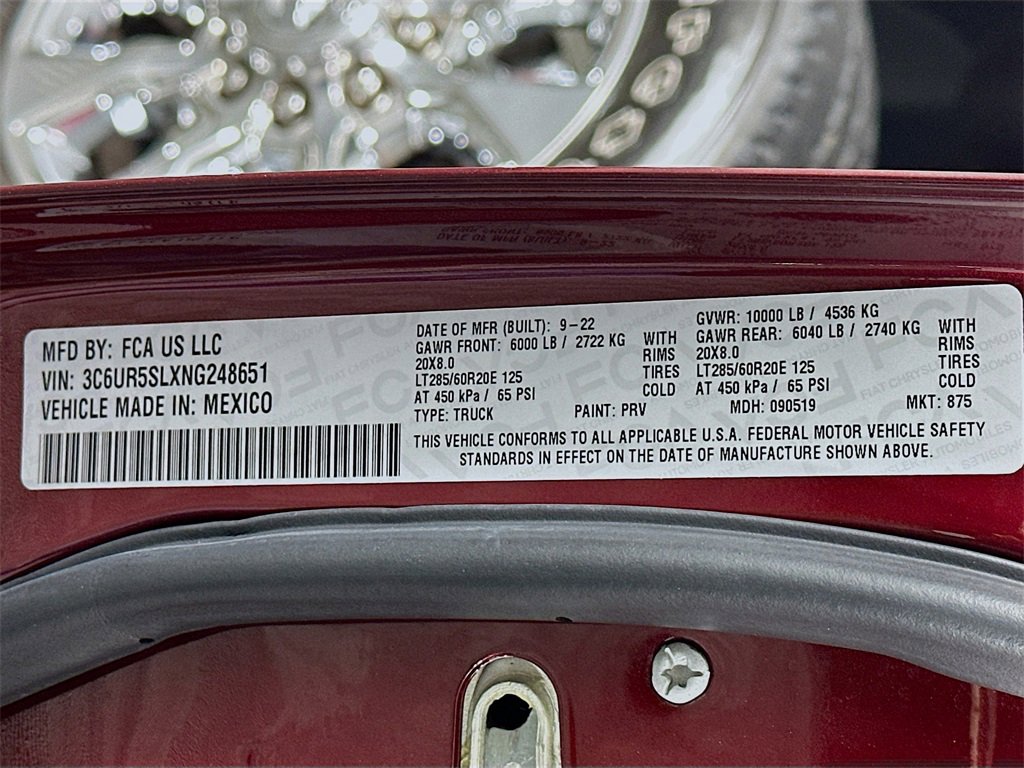 MFD BY: FCA US LLC
VIN: 3C6UR5SLXNG248651
VEHICLE MADE IN: MEXICO
DATE OF MFR (BUILT): 9-22
GAWR FRONT: 6000 LB / 2722 KG
20X8.0
LT285/60R20E 125
AT 450 kPa / 65 PSI
WITH
RIMS
TIRES
COLD
GVWR: 10000 LB / 4536 KG
GAWR REAR: 6040 LB / 2740 KG
20X8.0
LT285/60R20E 125
AT 450 kPa / 65 PSI
WITH
RIMS
TIRES
COLD
TYPE: TRUCK PAINT: PRV MDH: 090519 MKT: 875
THIS VEHICLE CONFORMS TO ALL APPLICABLE U.S.A. FEDERAL MOTOR VEHICLE SAFETY
STANDARDS IN EFFECT ON THE DATE OF MANUFACTURE SHOWN ABOVE.